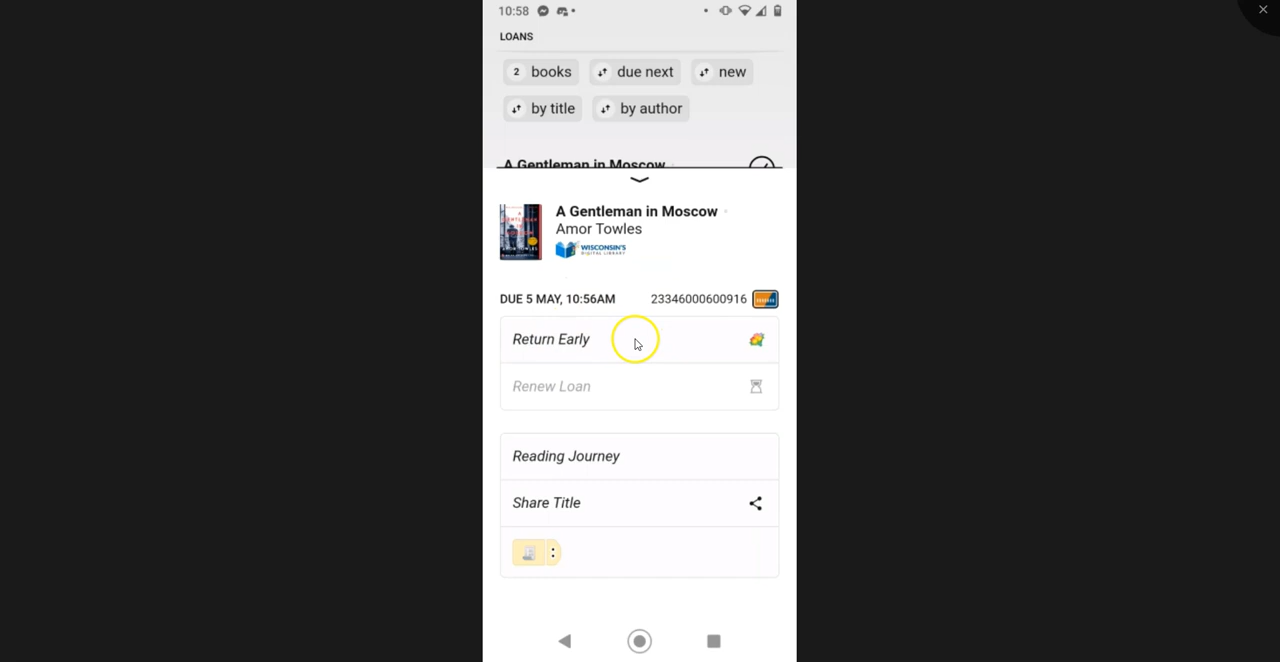 10:58
LOANS
2 books due next new
by title by author
A Gentleman in Moscow
A Gentleman in Moscow
Amor Towles
WISCONSIN'S
DIGITAL LIBRARY
DUE 5 MAY, 10:56AM 23346000600916
Return Early
Renew Loan
Reading Journey
Share Title